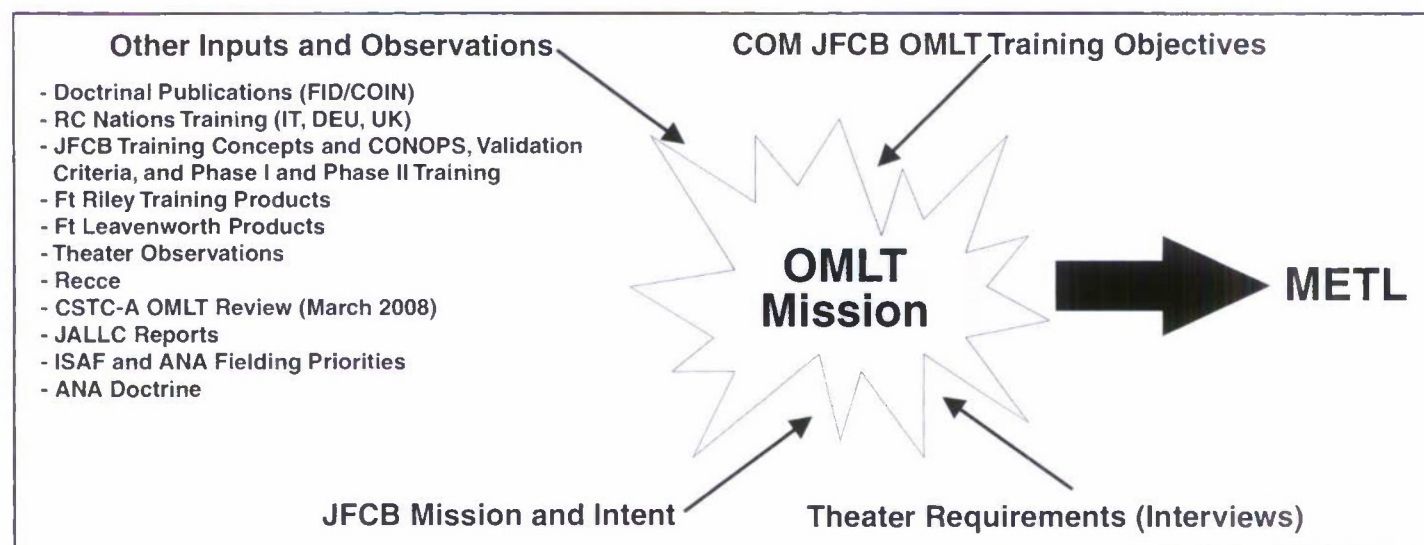 Other Inputs and Observations
- Doctrinal Publications (FID/COIN)
- RC Nations Training (IT, DEU, UK)
- JFCB Training Concepts and CONOPS, Validation
Criteria, and Phase I and Phase II Training
- Ft Riley Training Products
- Ft Leavenworth Products
- Theater Observations
- Recce
- CSTC-A OMLT Review (March 2008)
- JALLC Reports
- ISAF and ANA Fielding Priorities
- ANA Doctrine
COM JFCB OMLT Training Objectives
OMLT
Mission
METL
JFCB Mission and Intent
Theater Requirements (Interviews)